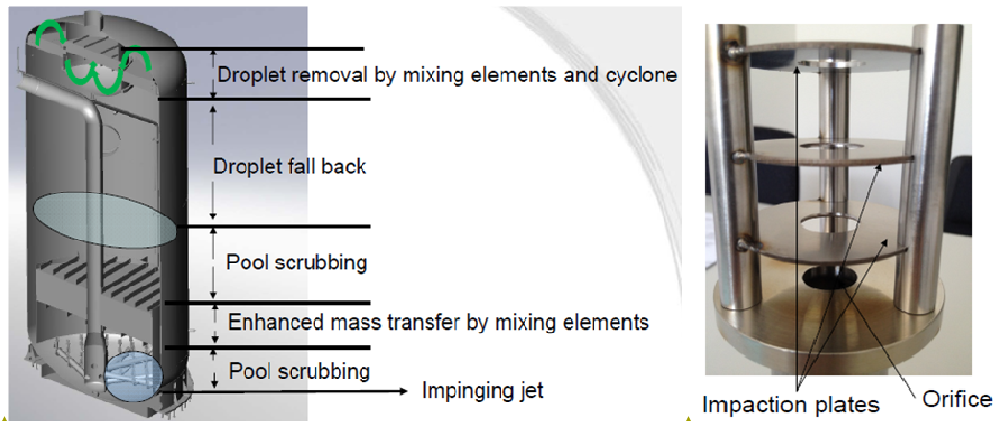 Droplet removal by mixing elements and cyclone
Droplet fall back
Pool scrubbing
Enhanced mass transfer by mixing elements
Pool scrubbing
Impinging jet
Impaction plates
Orifice